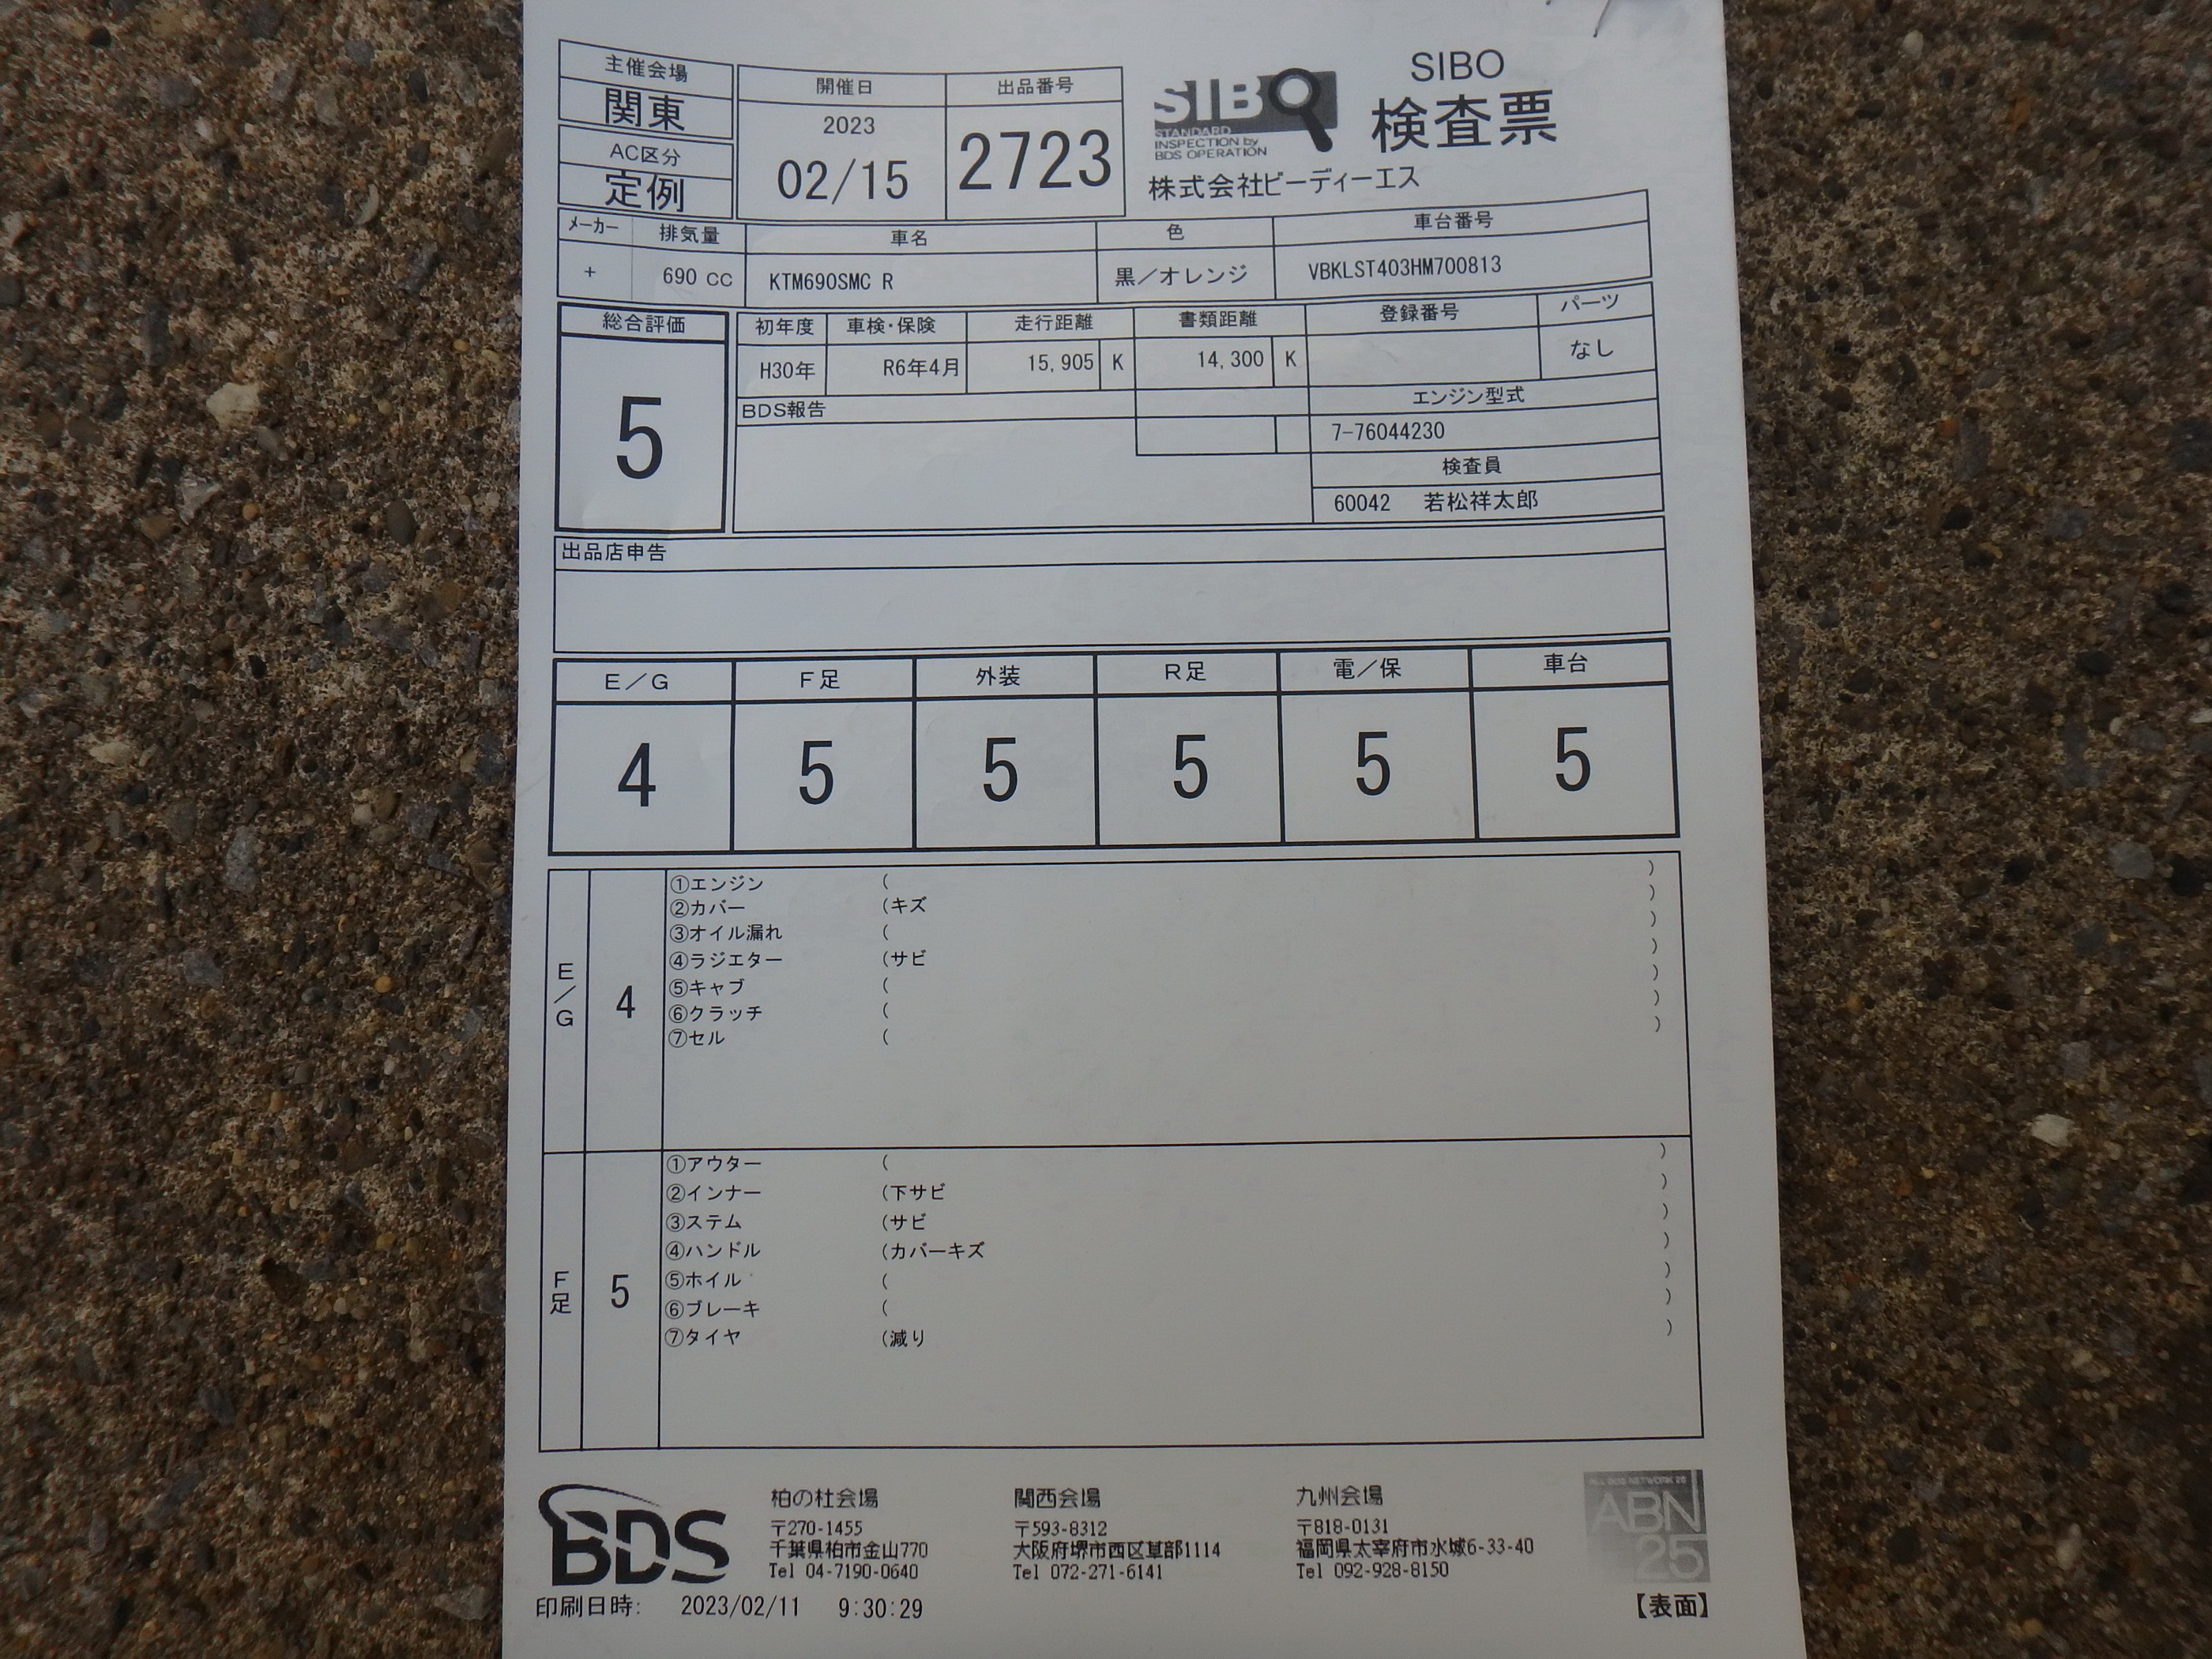 主催会場
関東
AC区分
定例
開催日
2023
02/15
出品番号
2723
SIBO
STANDARD
INSPECTION by
BDS OPERATION
SIBO
検査票
株式会社ビーディーエス
メーカー 排気量 車名 色 車台番号
+ 690 CC KTM690SMC R 黒／オレンジ VBKLST403HM700813
総合評価
5
初年度 車検・保険 走行距離 書類距離 登録番号 パーツ
H30年 R6年4月 15,905 K 14,300 K なし
BDS報告
エンジン型式
7-76044230
検査員
60042 若松祥太郎
出品店申告
E／G F足 外装 R足 電／保 車台
4 5 5 5 5 5
E／G
4
①エンジン ( )
②カバー (キズ )
③オイル漏れ ( )
④ラジエター (サビ )
⑤キャブ ( )
⑥クラッチ ( )
⑦セル ( )
F足
5
①アウター ( )
②インナー (下サビ )
③ステム (サビ )
④ハンドル (カバーキズ )
⑤ホイル ( )
⑥ブレーキ ( )
⑦タイヤ (減り )
BDS
柏の杜会場
〒270-1455
千葉県柏市金山770
Tel 04-7190-0640
関西会場
〒593-8312
大阪府堺市西区草部1114
Tel 072-271-6141
九州会場
〒818-0131
福岡県太宰府市水城6-33-40
Tel 092-928-8150
ALL BDS NETWORK 25
ABN
25
印刷日時: 2023/02/11 9:30:29
【表面】